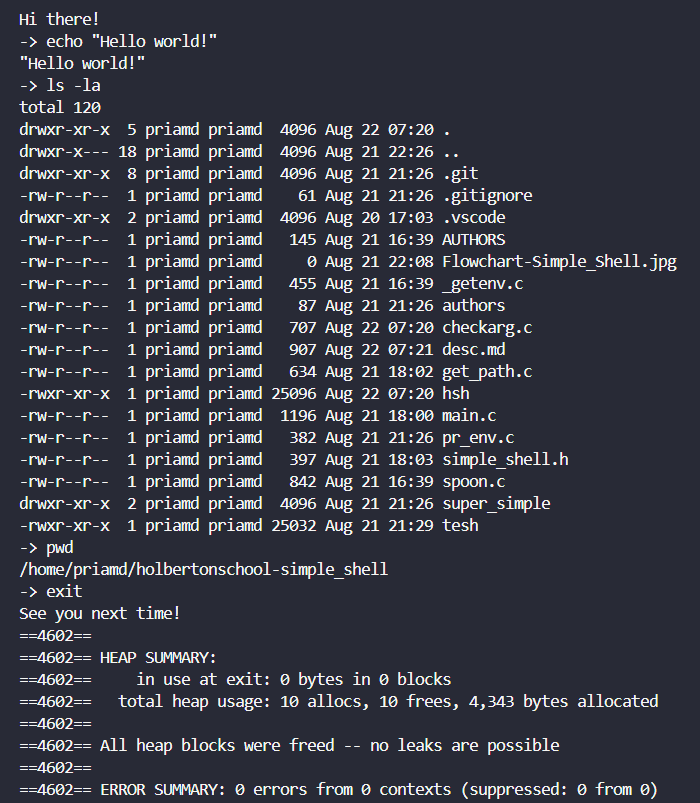 Hi there!
-> echo "Hello world!"
"Hello world!"
-> ls -la
total 120
drwxr-xr-x  5 priamd priamd  4096 Aug 22 07:20 .
drwxr-x--- 18 priamd priamd  4096 Aug 21 22:26 ..
drwxr-xr-x  8 priamd priamd  4096 Aug 21 21:26 .git
-rw-r--r--  1 priamd priamd    61 Aug 21 21:26 .gitignore
drwxr-xr-x  2 priamd priamd  4096 Aug 20 17:03 .vscode
-rw-r--r--  1 priamd priamd   145 Aug 21 16:39 AUTHORS
-rw-r--r--  1 priamd priamd     0 Aug 21 22:08 Flowchart-Simple_Shell.jpg
-rw-r--r--  1 priamd priamd   455 Aug 21 16:39 _getenv.c
-rw-r--r--  1 priamd priamd    87 Aug 21 21:26 authors
-rw-r--r--  1 priamd priamd   707 Aug 22 07:20 checkarg.c
-rw-r--r--  1 priamd priamd   907 Aug 22 07:21 desc.md
-rw-r--r--  1 priamd priamd   634 Aug 21 18:02 get_path.c
-rwxr-xr-x  1 priamd priamd 25096 Aug 22 07:20 hsh
-rw-r--r--  1 priamd priamd  1196 Aug 21 18:00 main.c
-rw-r--r--  1 priamd priamd   382 Aug 21 21:26 pr_env.c
-rw-r--r--  1 priamd priamd   397 Aug 21 18:03 simple_shell.h
-rw-r--r--  1 priamd priamd   842 Aug 21 16:39 spoon.c
drwxr-xr-x  2 priamd priamd  4096 Aug 21 21:26 super_simple
-rwxr-xr-x  1 priamd priamd 25032 Aug 21 21:29 tesh
-> pwd
/home/priamd/holbertonschool-simple_shell
-> exit
See you next time!
==4602==
==4602== HEAP SUMMARY:
==4602==     in use at exit: 0 bytes in 0 blocks
==4602==   total heap usage: 10 allocs, 10 frees, 4,343 bytes allocated
==4602==
==4602== All heap blocks were freed -- no leaks are possible
==4602==
==4602== ERROR SUMMARY: 0 errors from 0 contexts (suppressed: 0 from 0)